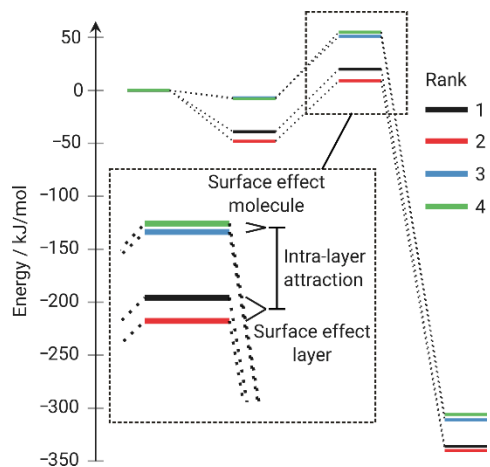 50
0
−50
−100
−150
−200
−250
−300
−350
Energy / kJ/mol
Rank
1
2
3
4
Surface effect
molecule
Intra-layer
attraction
Surface effect
layer